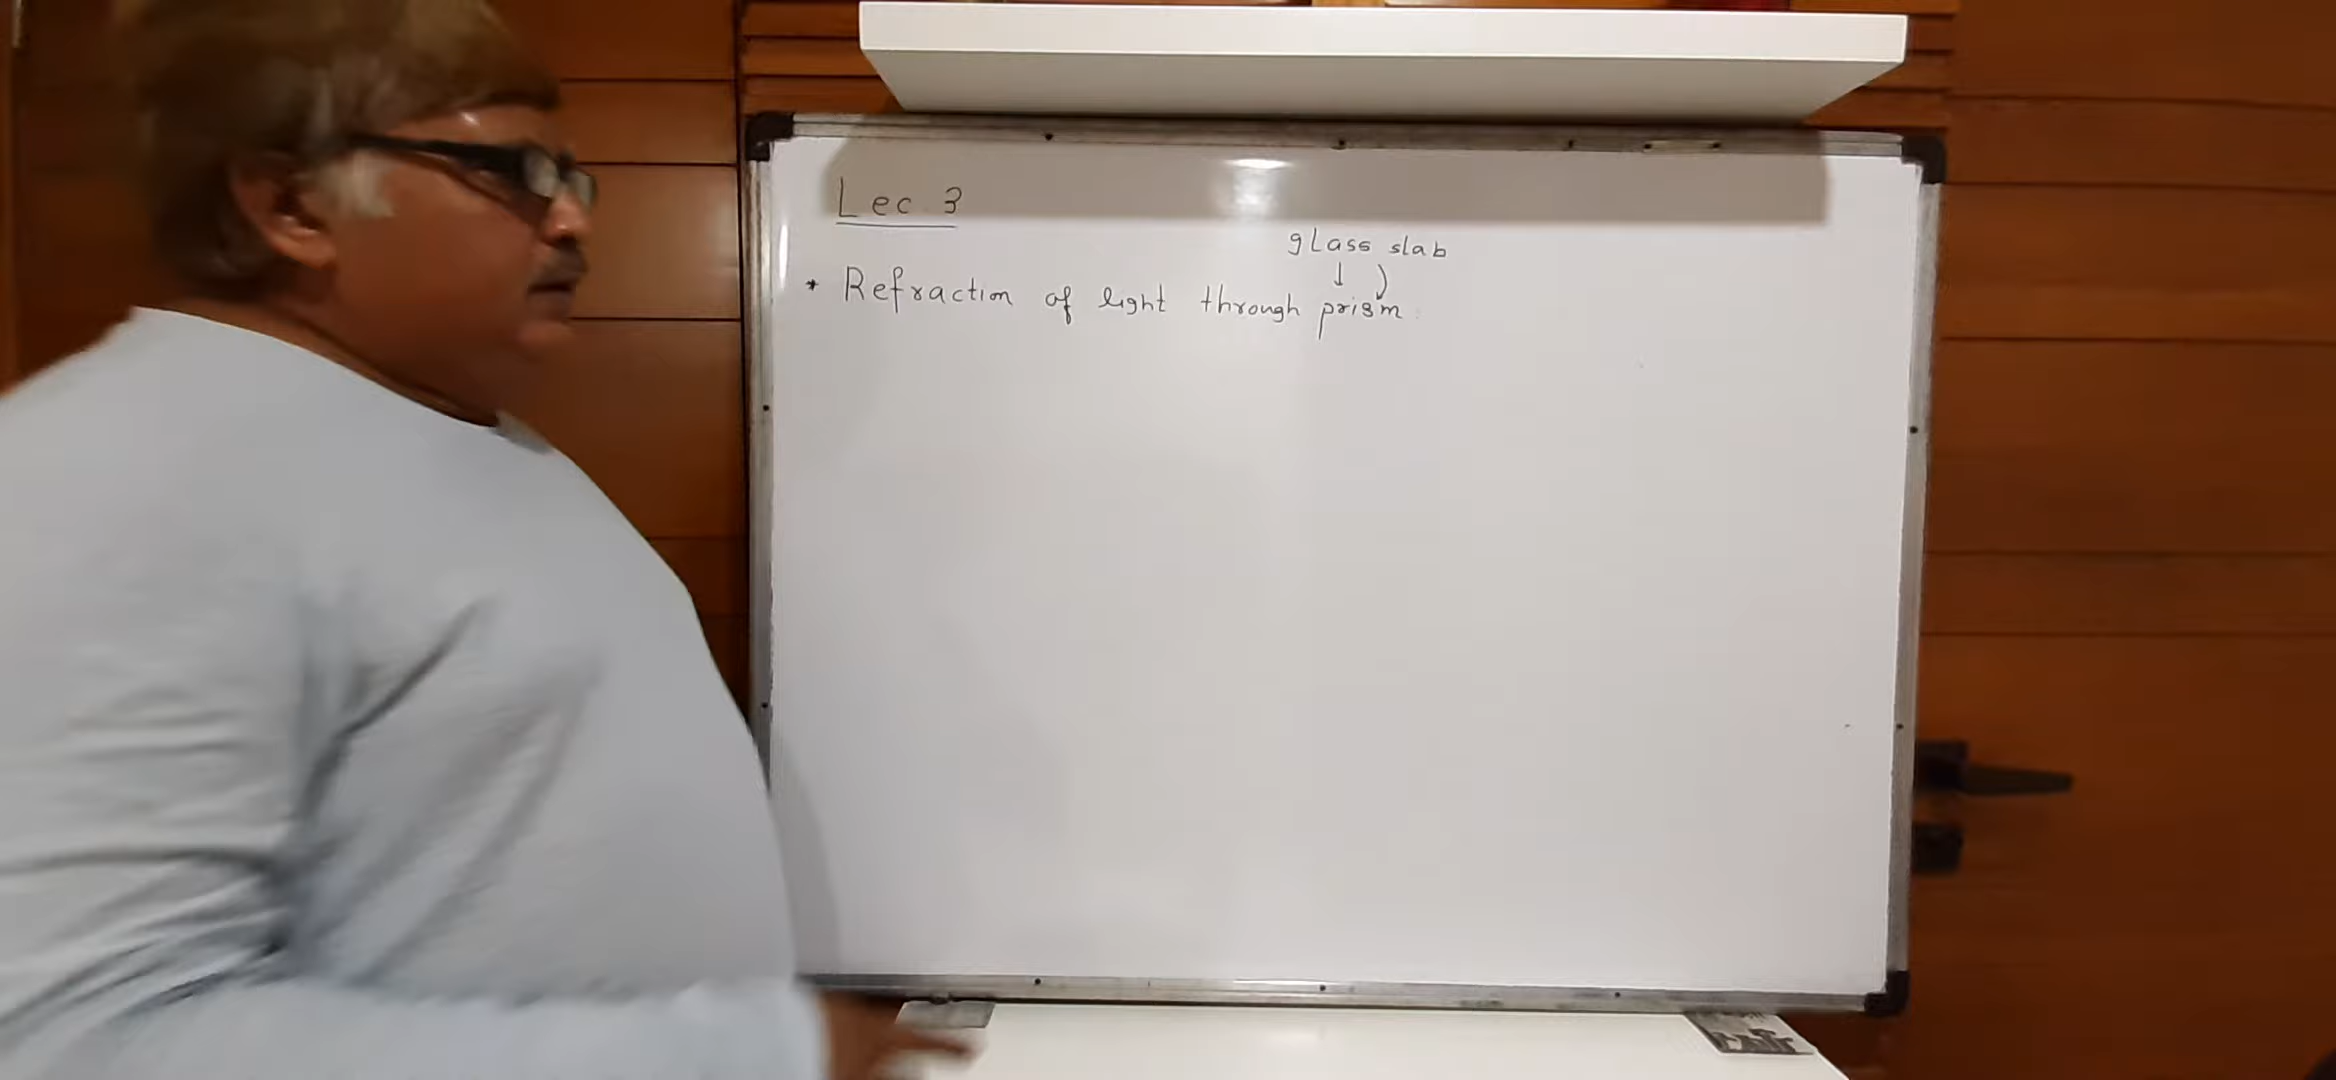 Lec. 3
glass slab
* Refraction of light through prism.